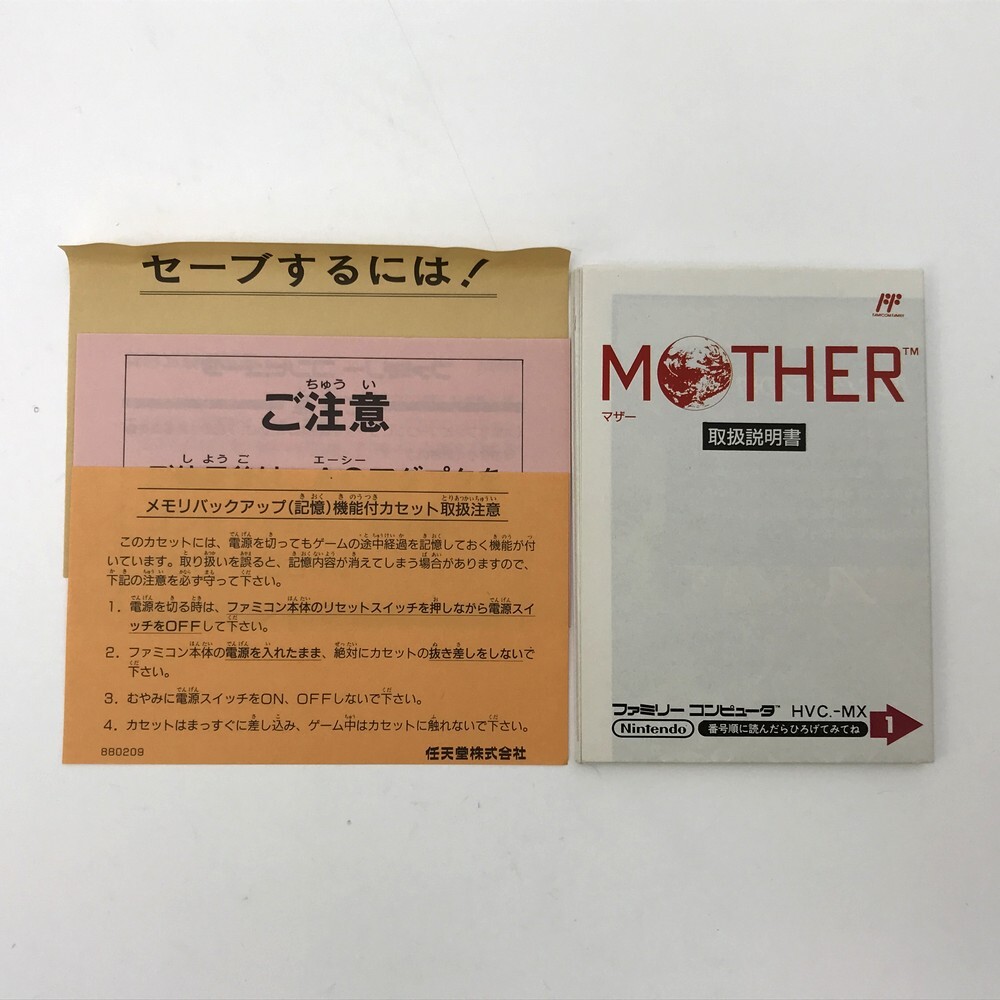 セーブするには!
ご注意
メモリバックアップ(記憶)機能付カセット取扱注意
このカセットには、電源を切ってもゲームの途中経過を記憶しておく機能が付
いています。取り扱いを誤ると、記憶内容が消えてしまう場合がありますので、
下記の注意を必ず守って下さい。
1. 電源を切る時は、ファミコン本体のリセットスイッチを押しながら電源スイ
ッチをOFFして下さい。
2. ファミコン本体の電源を入れたまま、絶対にカセットの抜き差しをしないで
下さい。
3. むやみに電源スイッチをON、OFFしないで下さい。
4. カセットはまっすぐに差し込み、ゲーム中はカセットに触れないで下さい。
880209 任天堂株式会社
MOTHER™
マザー
取扱説明書
ファミリー コンピュータ™ HVC.-MX
Nintendo 番号順に読んだらひろげてみてね 1